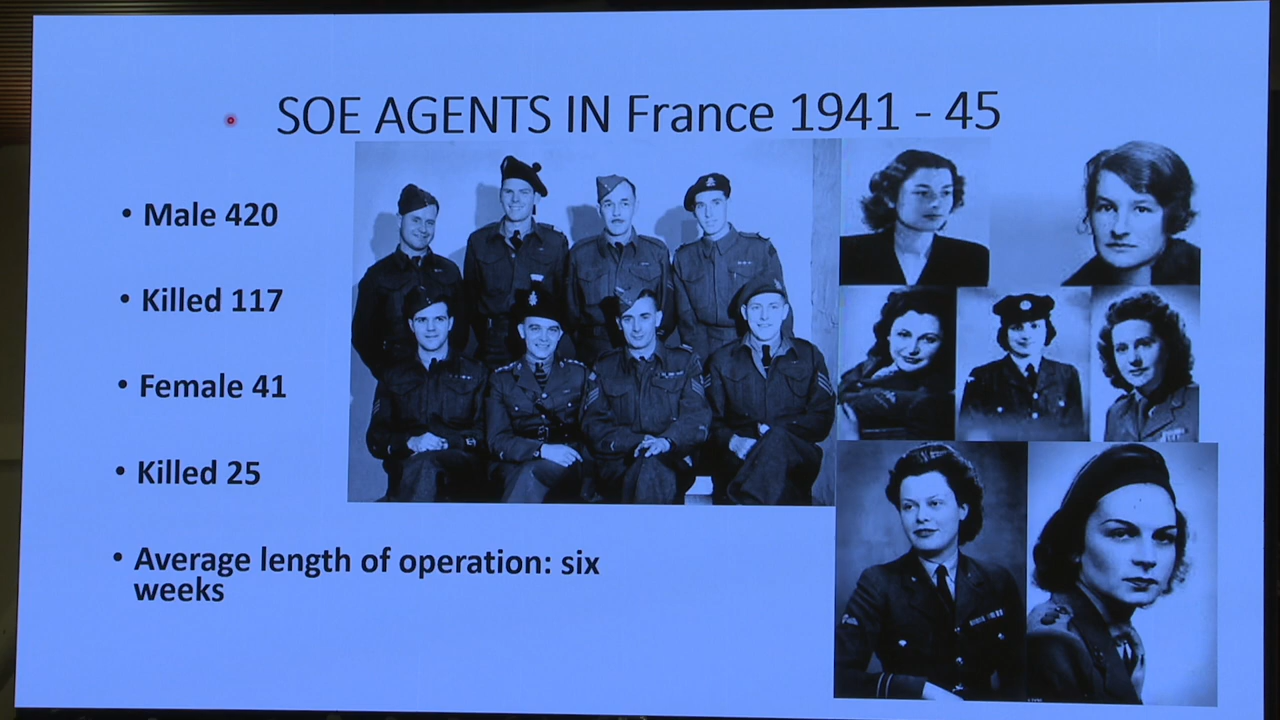 SOE AGENTS IN France 1941 - 45
• Male 420
• Killed 117
• Female 41
• Killed 25
• Average length of operation: six
weeks